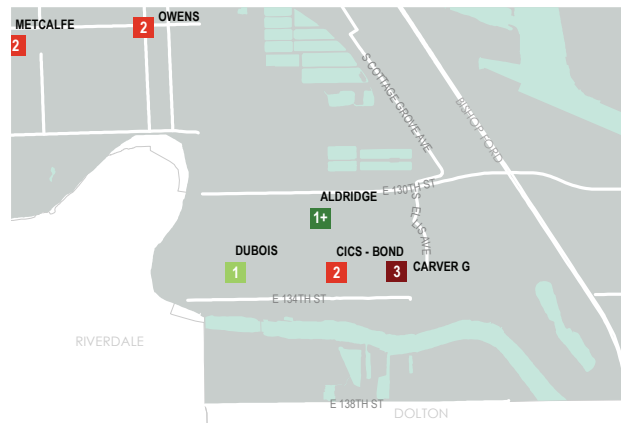 METCALFE
2
2
OWENS
S COTTAGE GROVE AVE
BISHOP FORD
E 130TH ST
S ELLIS AVE
ALDRIDGE
1+
DUBOIS
1
CICS - BOND
2
3
CARVER G
E 134TH ST
RIVERDALE
E 138TH ST
DOLTON